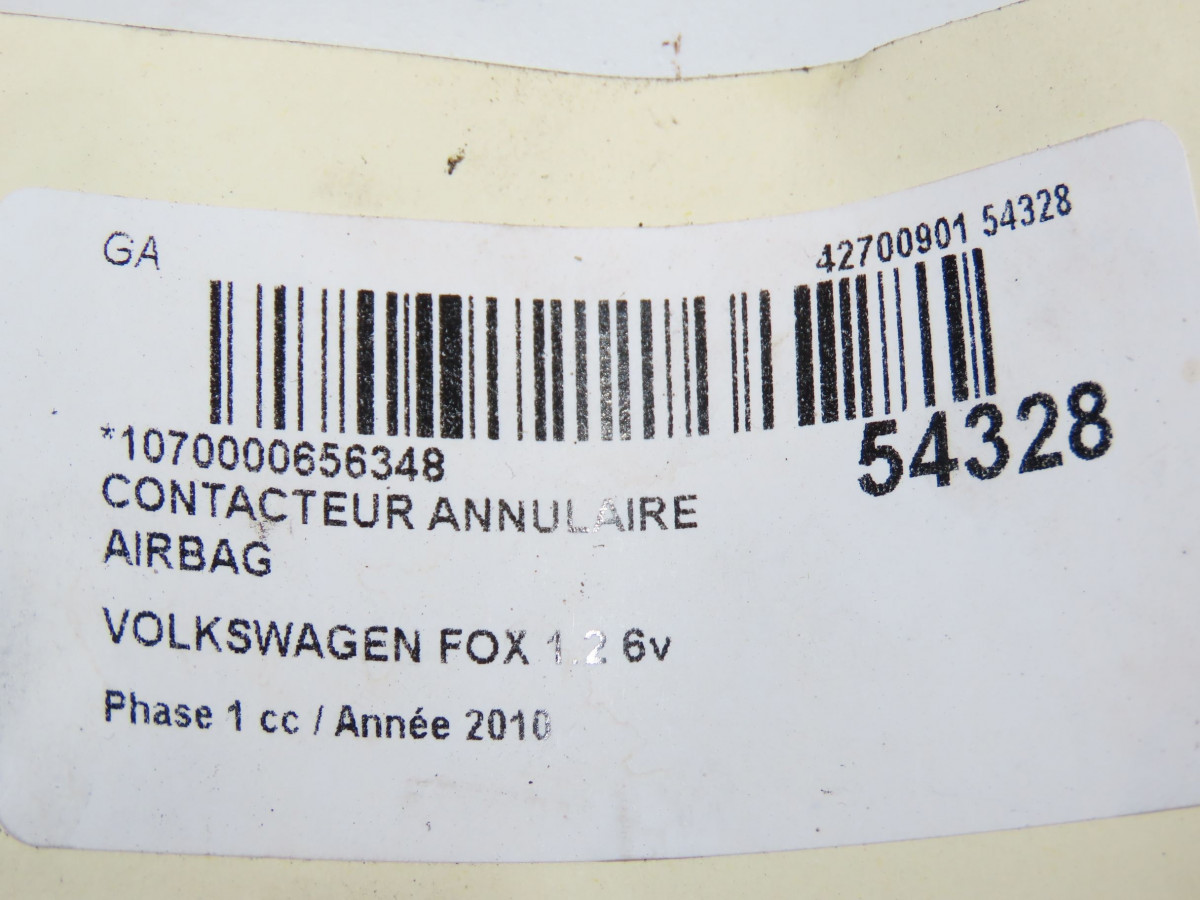 GA
42700901 54328
*1070000656348
54328
CONTACTEUR ANNULAIRE
AIRBAG
VOLKSWAGEN FOX 1.2 6v
Phase 1 cc / Année 2010